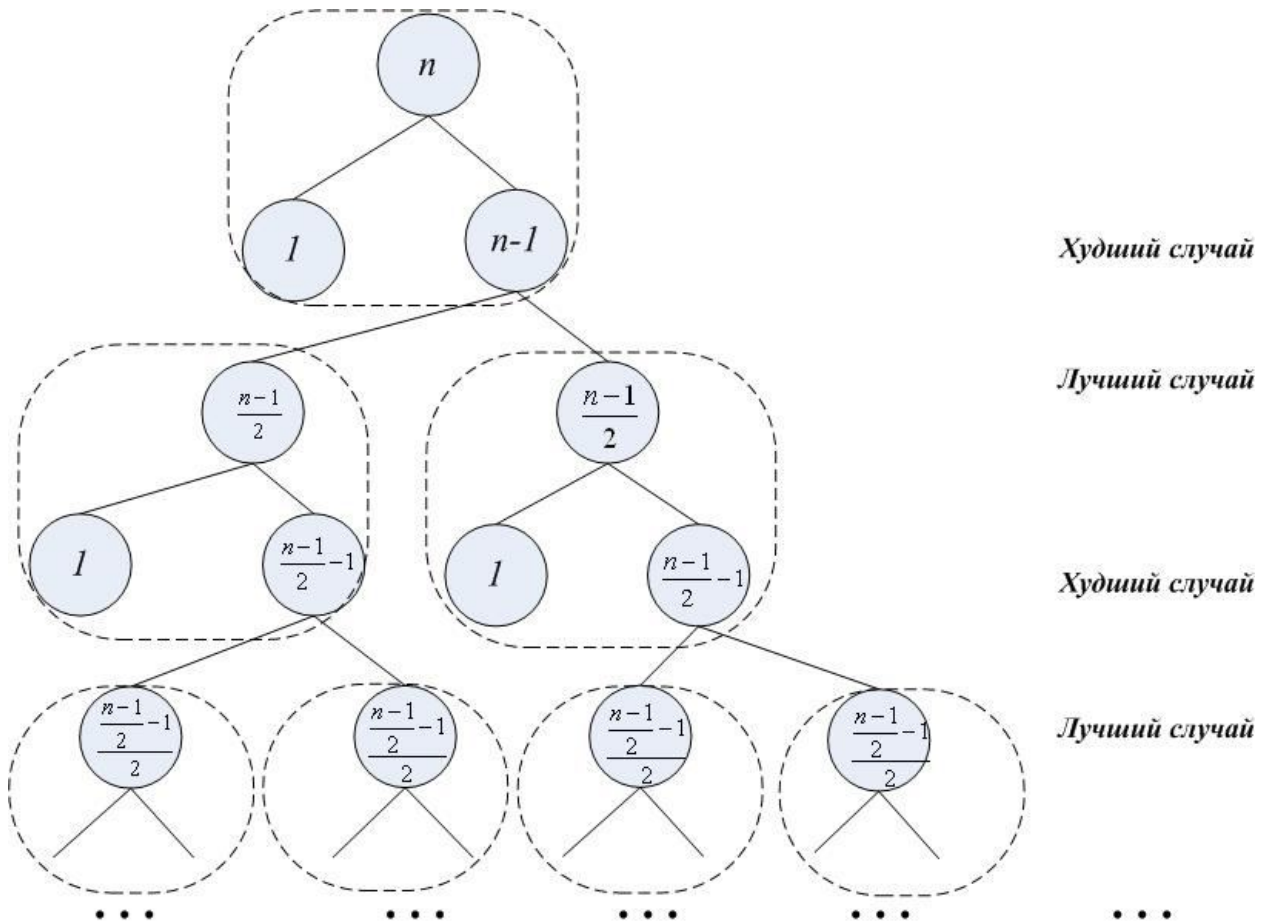 n
1 n-1 Худший случай
Лучший случай
n-1 n-1
2 2
1 n-1 -1 1 n-1 -1 Худший случай
2 2
n-1 -1 n-1 -1 n-1 -1 n-1 -1 Лучший случай
2 2 2 2
2 2 2 2
... ... ... ... ...